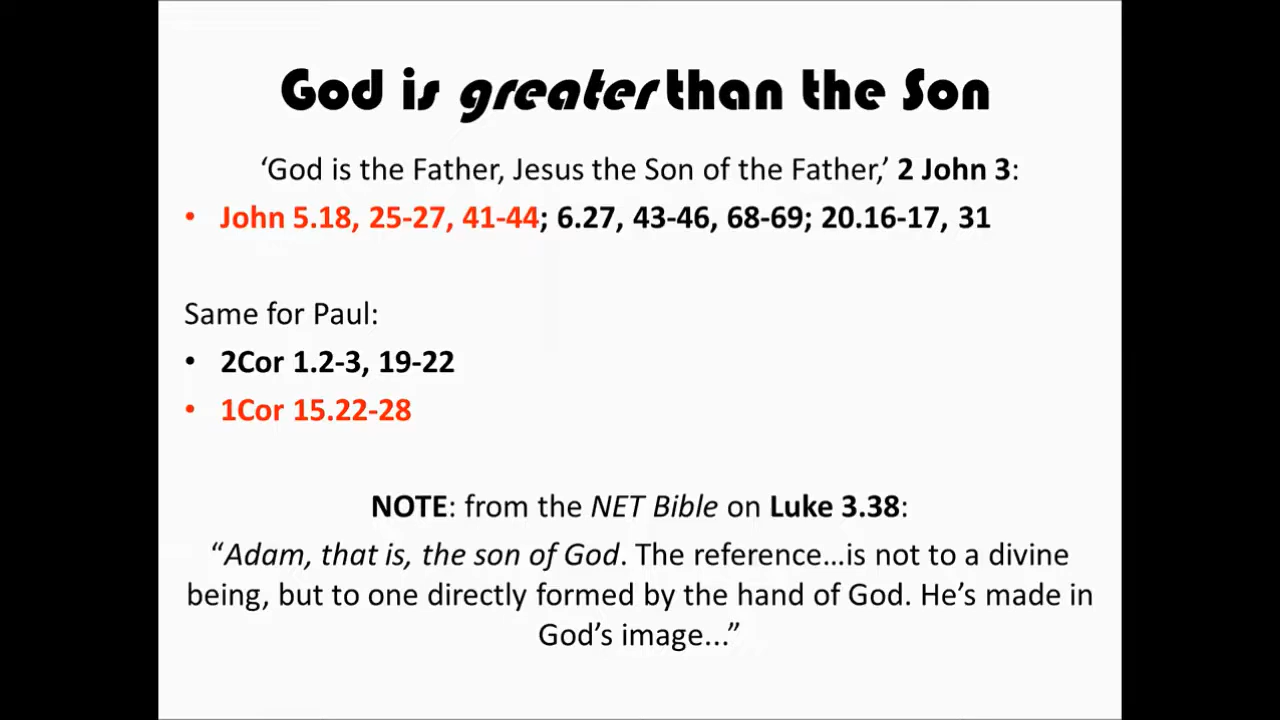 God is greater than the Son
‘God is the Father, Jesus the Son of the Father,’ 2 John 3:
• John 5.18, 25-27, 41-44; 6.27, 43-46, 68-69; 20.16-17, 31
Same for Paul:
• 2Cor 1.2-3, 19-22
• 1Cor 15.22-28
NOTE: from the NET Bible on Luke 3.38:
“Adam, that is, the son of God. The reference…is not to a divine
being, but to one directly formed by the hand of God. He’s made in
God’s image...”